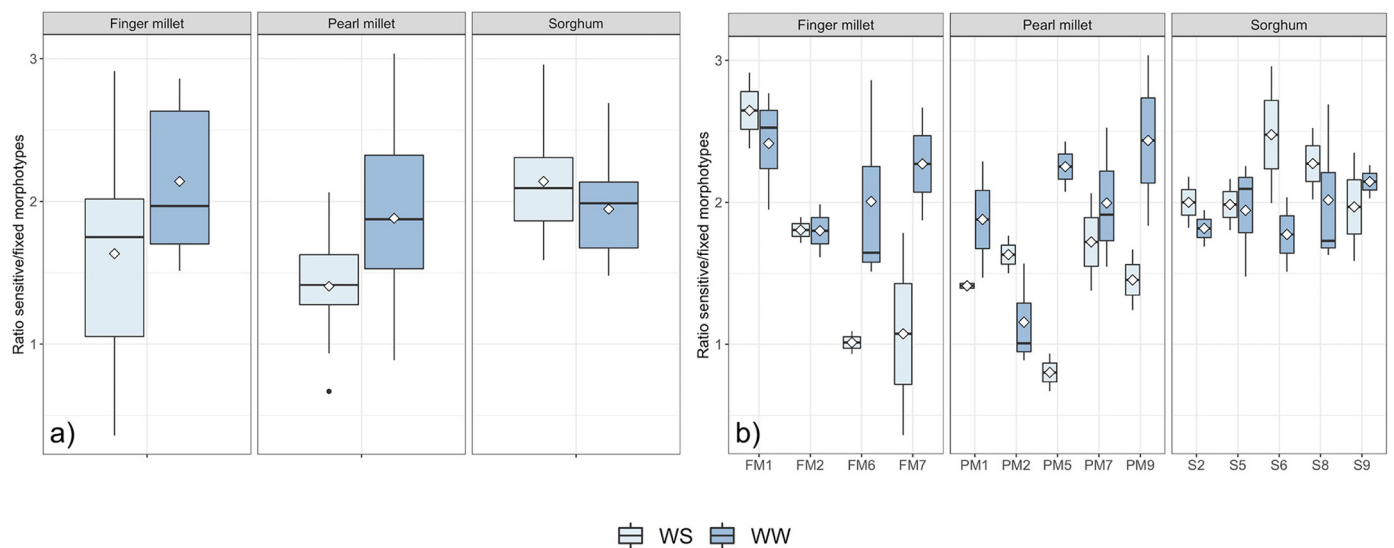 Finger millet Pearl millet Sorghum
Ratio sensitive/fixed morphotypes
3
2
1
a)
Finger millet Pearl millet Sorghum
Ratio sensitive/fixed morphotypes
3
2
1
b)
FM1 FM2 FM6 FM7 PM1 PM2 PM5 PM7 PM9 S2 S5 S6 S8 S9
WS WW